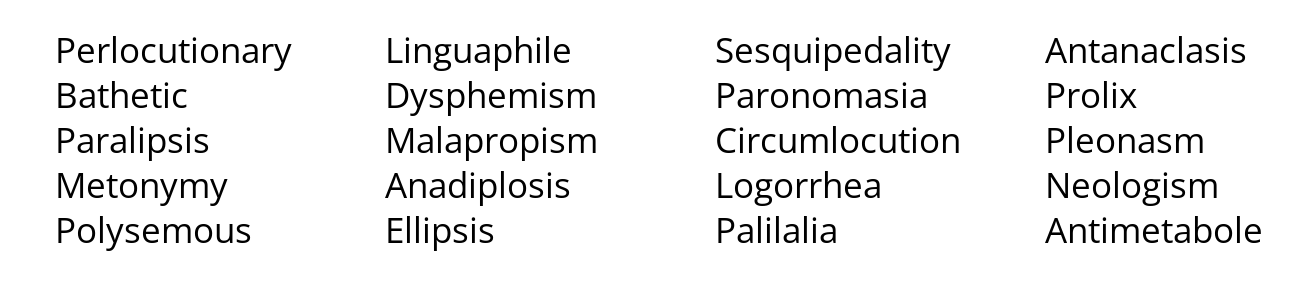 Perlocutionary
Bathetic
Paralipsis
Metonymy
Polysemous
Linguaphile
Dysphemism
Malapropism
Anadiplosis
Ellipsis
Sesquipedality
Paronomasia
Circumlocution
Logorrhea
Palilalia
Antanaclasis
Prolix
Pleonasm
Neologism
Antimetabole